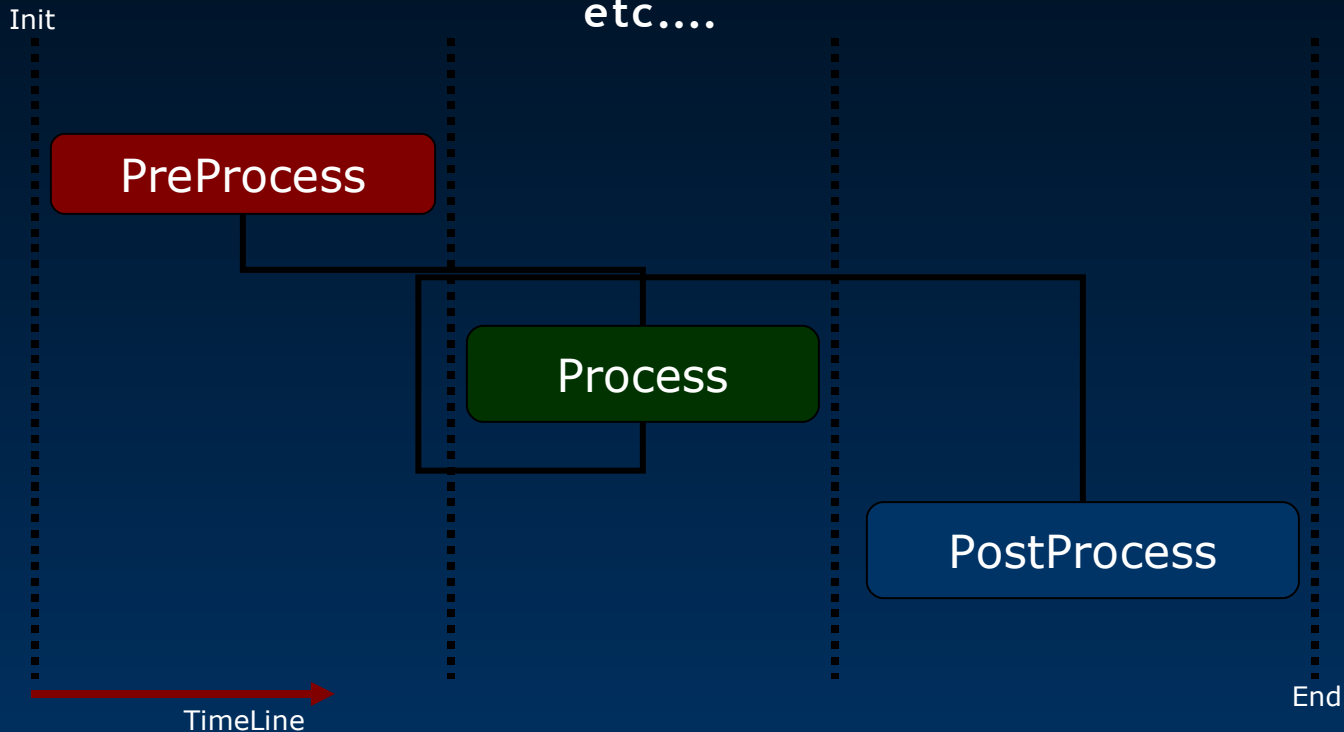 etc....
Init
PreProcess
Process
PostProcess
End
TimeLine